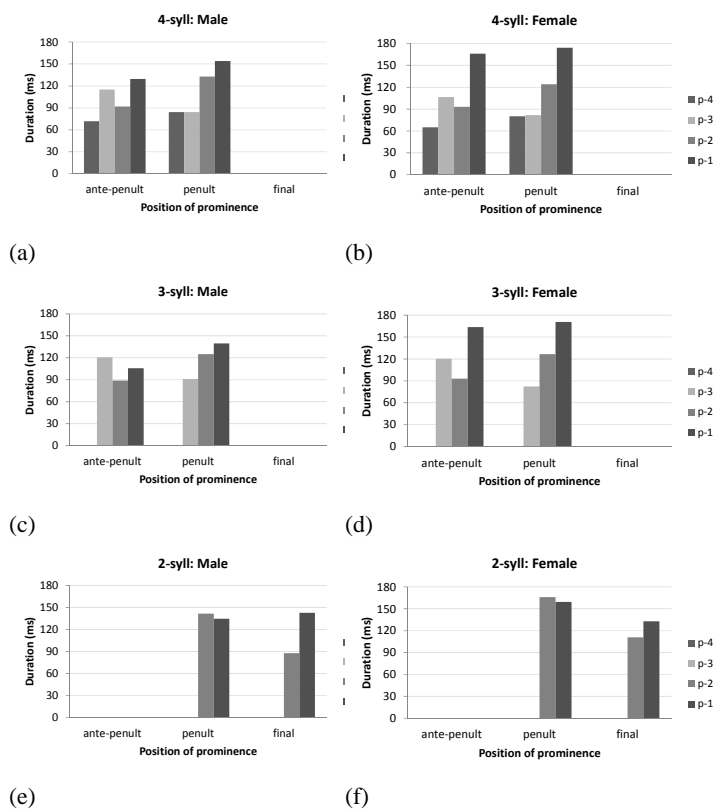 4-syll: Male
180
150
120
90
60
30
0
Duration (ms)
ante-penult penult final
Position of prominence
(a)
4-syll: Female
180
150
120
90
60
30
0
Duration (ms)
ante-penult penult final
Position of prominence
p-4
p-3
p-2
p-1
(b)
3-syll: Male
180
150
120
90
60
30
0
Duration (ms)
ante-penult penult final
Position of prominence
(c)
3-syll: Female
180
150
120
90
60
30
0
Duration (ms)
ante-penult penult final
Position of prominence
p-4
p-3
p-2
p-1
(d)
2-syll: Male
180
150
120
90
60
30
0
Duration (ms)
ante-penult penult final
Position of prominence
(e)
2-syll: Female
180
150
120
90
60
30
0
Duration (ms)
ante-penult penult final
Position of prominence
p-4
p-3
p-2
p-1
(f)